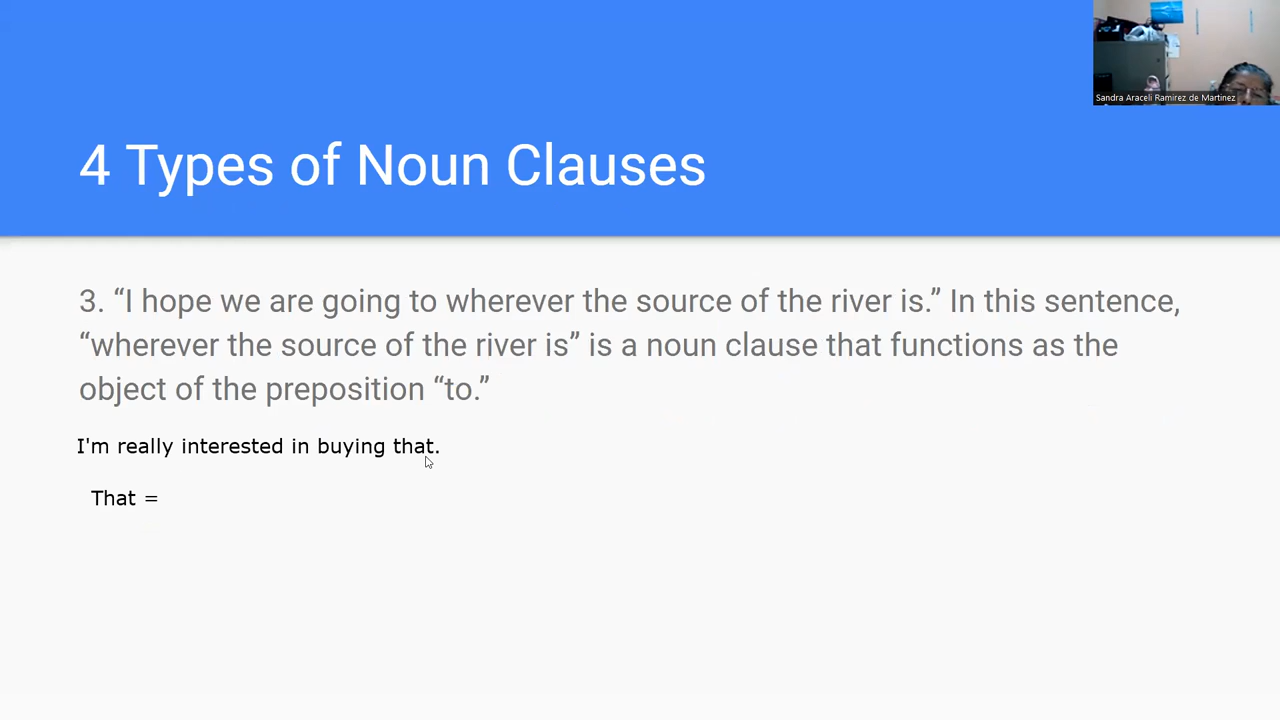 Sandra Araceli Ramirez de Martinez
4 Types of Noun Clauses
3. “I hope we are going to wherever the source of the river is.” In this sentence,
“wherever the source of the river is” is a noun clause that functions as the
object of the preposition “to.”
I'm really interested in buying that.
That =